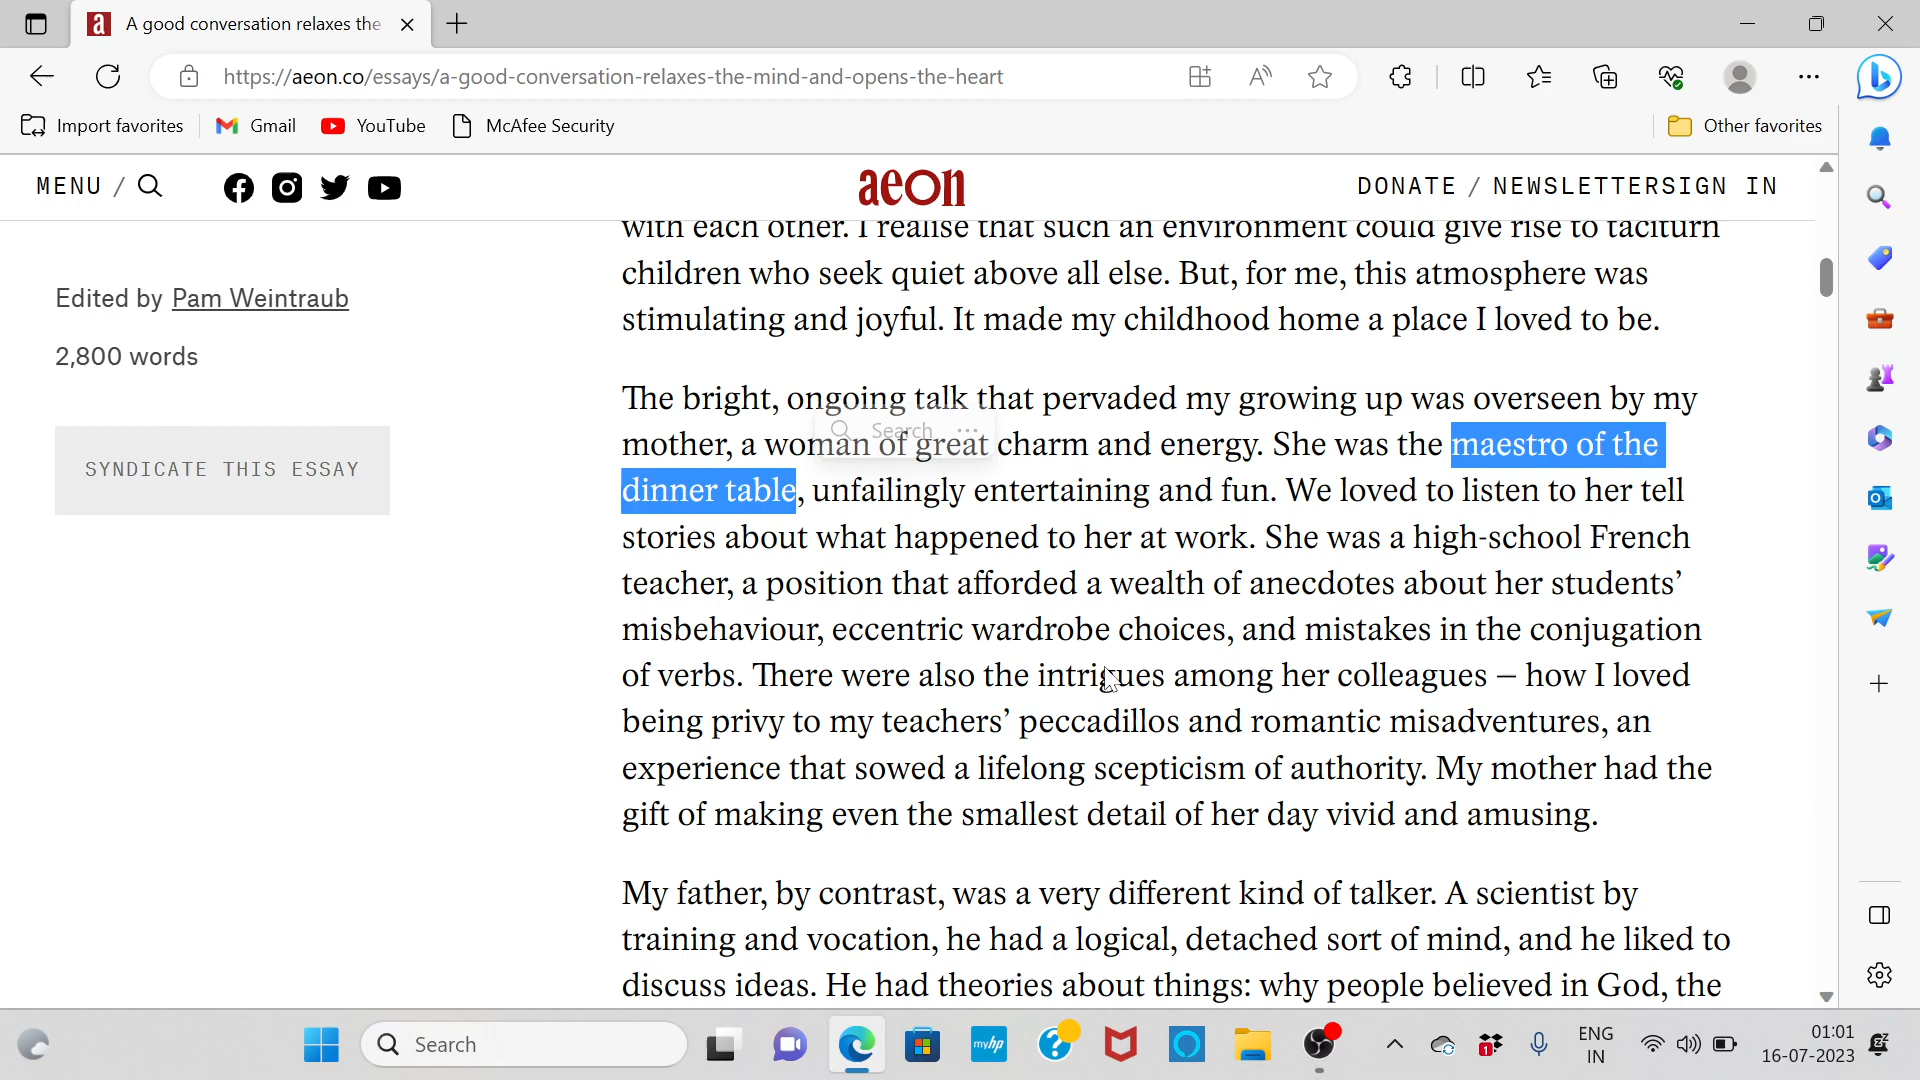 A good conversation relaxes the
https://aeon.co/essays/a-good-conversation-relaxes-the-mind-and-opens-the-heart
Import favorites
Gmail
YouTube
McAfee Security
Other favorites
MENU /
aeon
DONATE / NEWSLETTERSIGN IN
Edited by Pam Weintraub
2,800 words
SYNDICATE THIS ESSAY
with each other. I realise that such an environment could give rise to taciturn
children who seek quiet above all else. But, for me, this atmosphere was
stimulating and joyful. It made my childhood home a place I loved to be.
The bright, ongoing talk that pervaded my growing up was overseen by my
Search ...
mother, a woman of great charm and energy. She was the maestro of the
dinner table, unfailingly entertaining and fun. We loved to listen to her tell
stories about what happened to her at work. She was a high-school French
teacher, a position that afforded a wealth of anecdotes about her students’
misbehaviour, eccentric wardrobe choices, and mistakes in the conjugation
of verbs. There were also the intrigues among her colleagues – how I loved
being privy to my teachers’ peccadillos and romantic misadventures, an
experience that sowed a lifelong scepticism of authority. My mother had the
gift of making even the smallest detail of her day vivid and amusing.
My father, by contrast, was a very different kind of talker. A scientist by
training and vocation, he had a logical, detached sort of mind, and he liked to
discuss ideas. He had theories about things: why people believed in God, the
Search
myhp
1
ENG
IN
01:01
16-07-2023